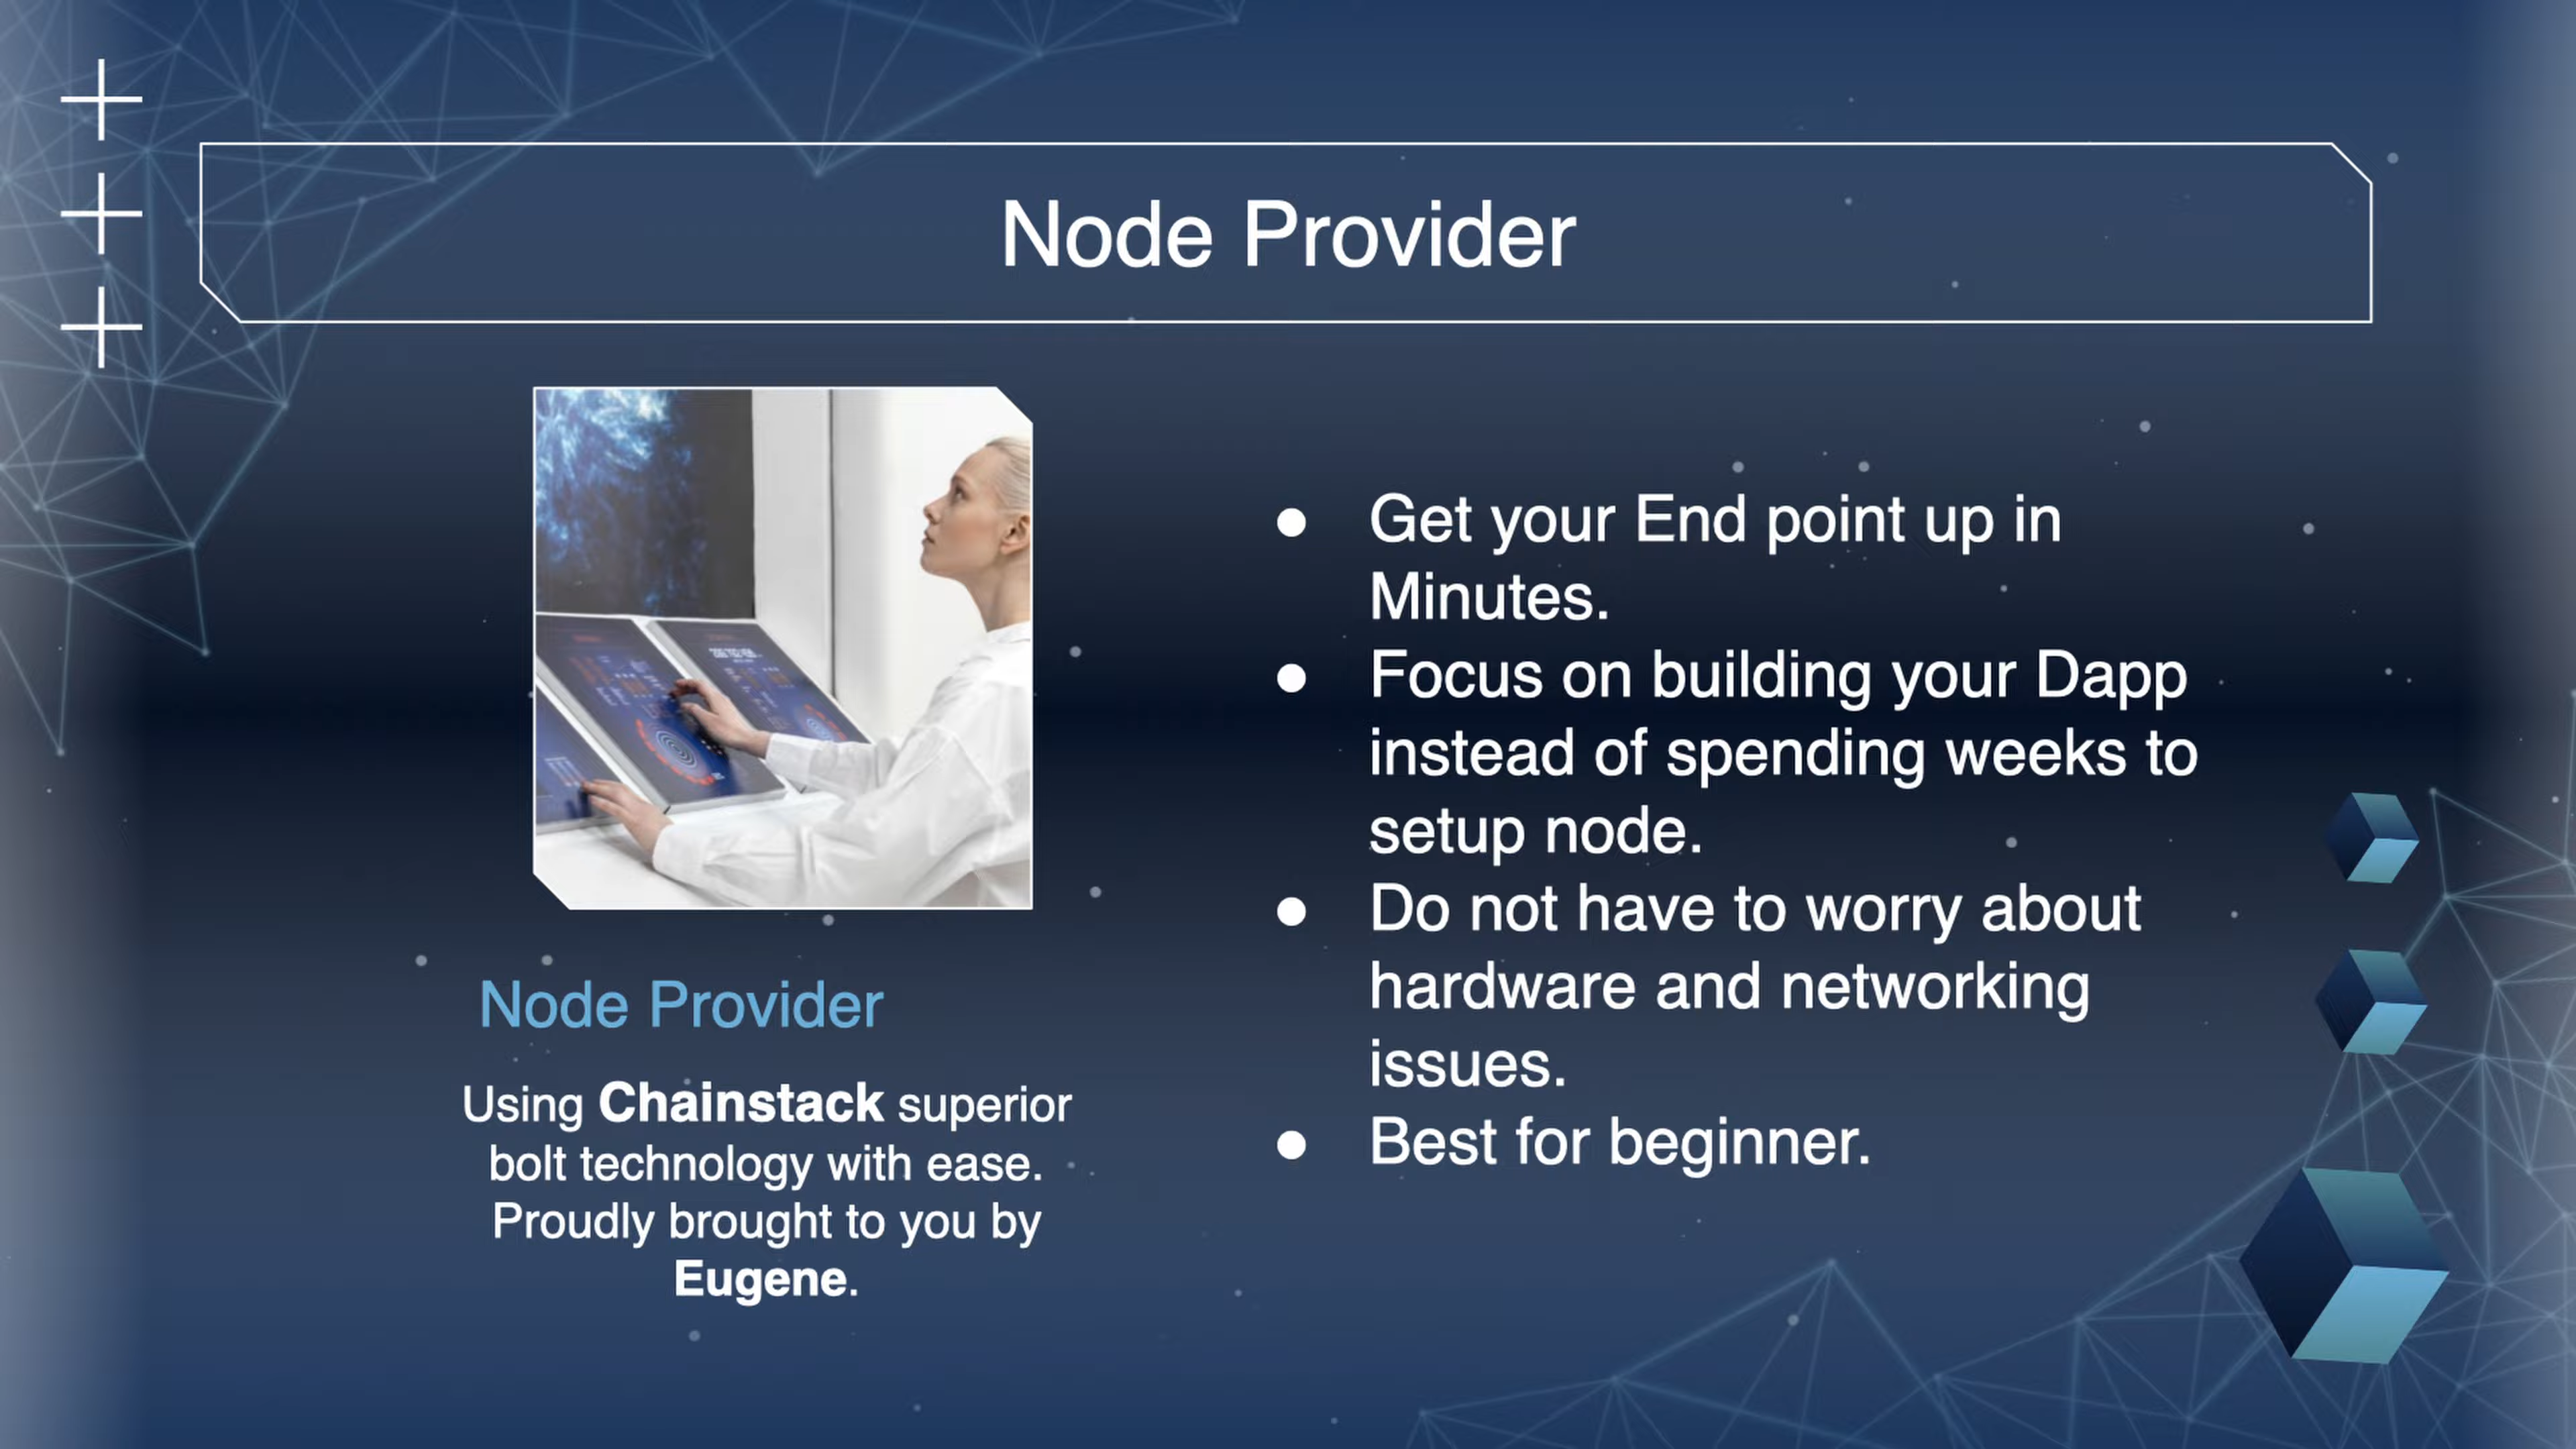 Node Provider
Node Provider
Using Chainstack superior
bolt technology with ease.
Proudly brought to you by
Eugene.
● Get your End point up in
Minutes.
● Focus on building your Dapp
instead of spending weeks to
setup node.
● Do not have to worry about
hardware and networking
issues.
● Best for beginner.